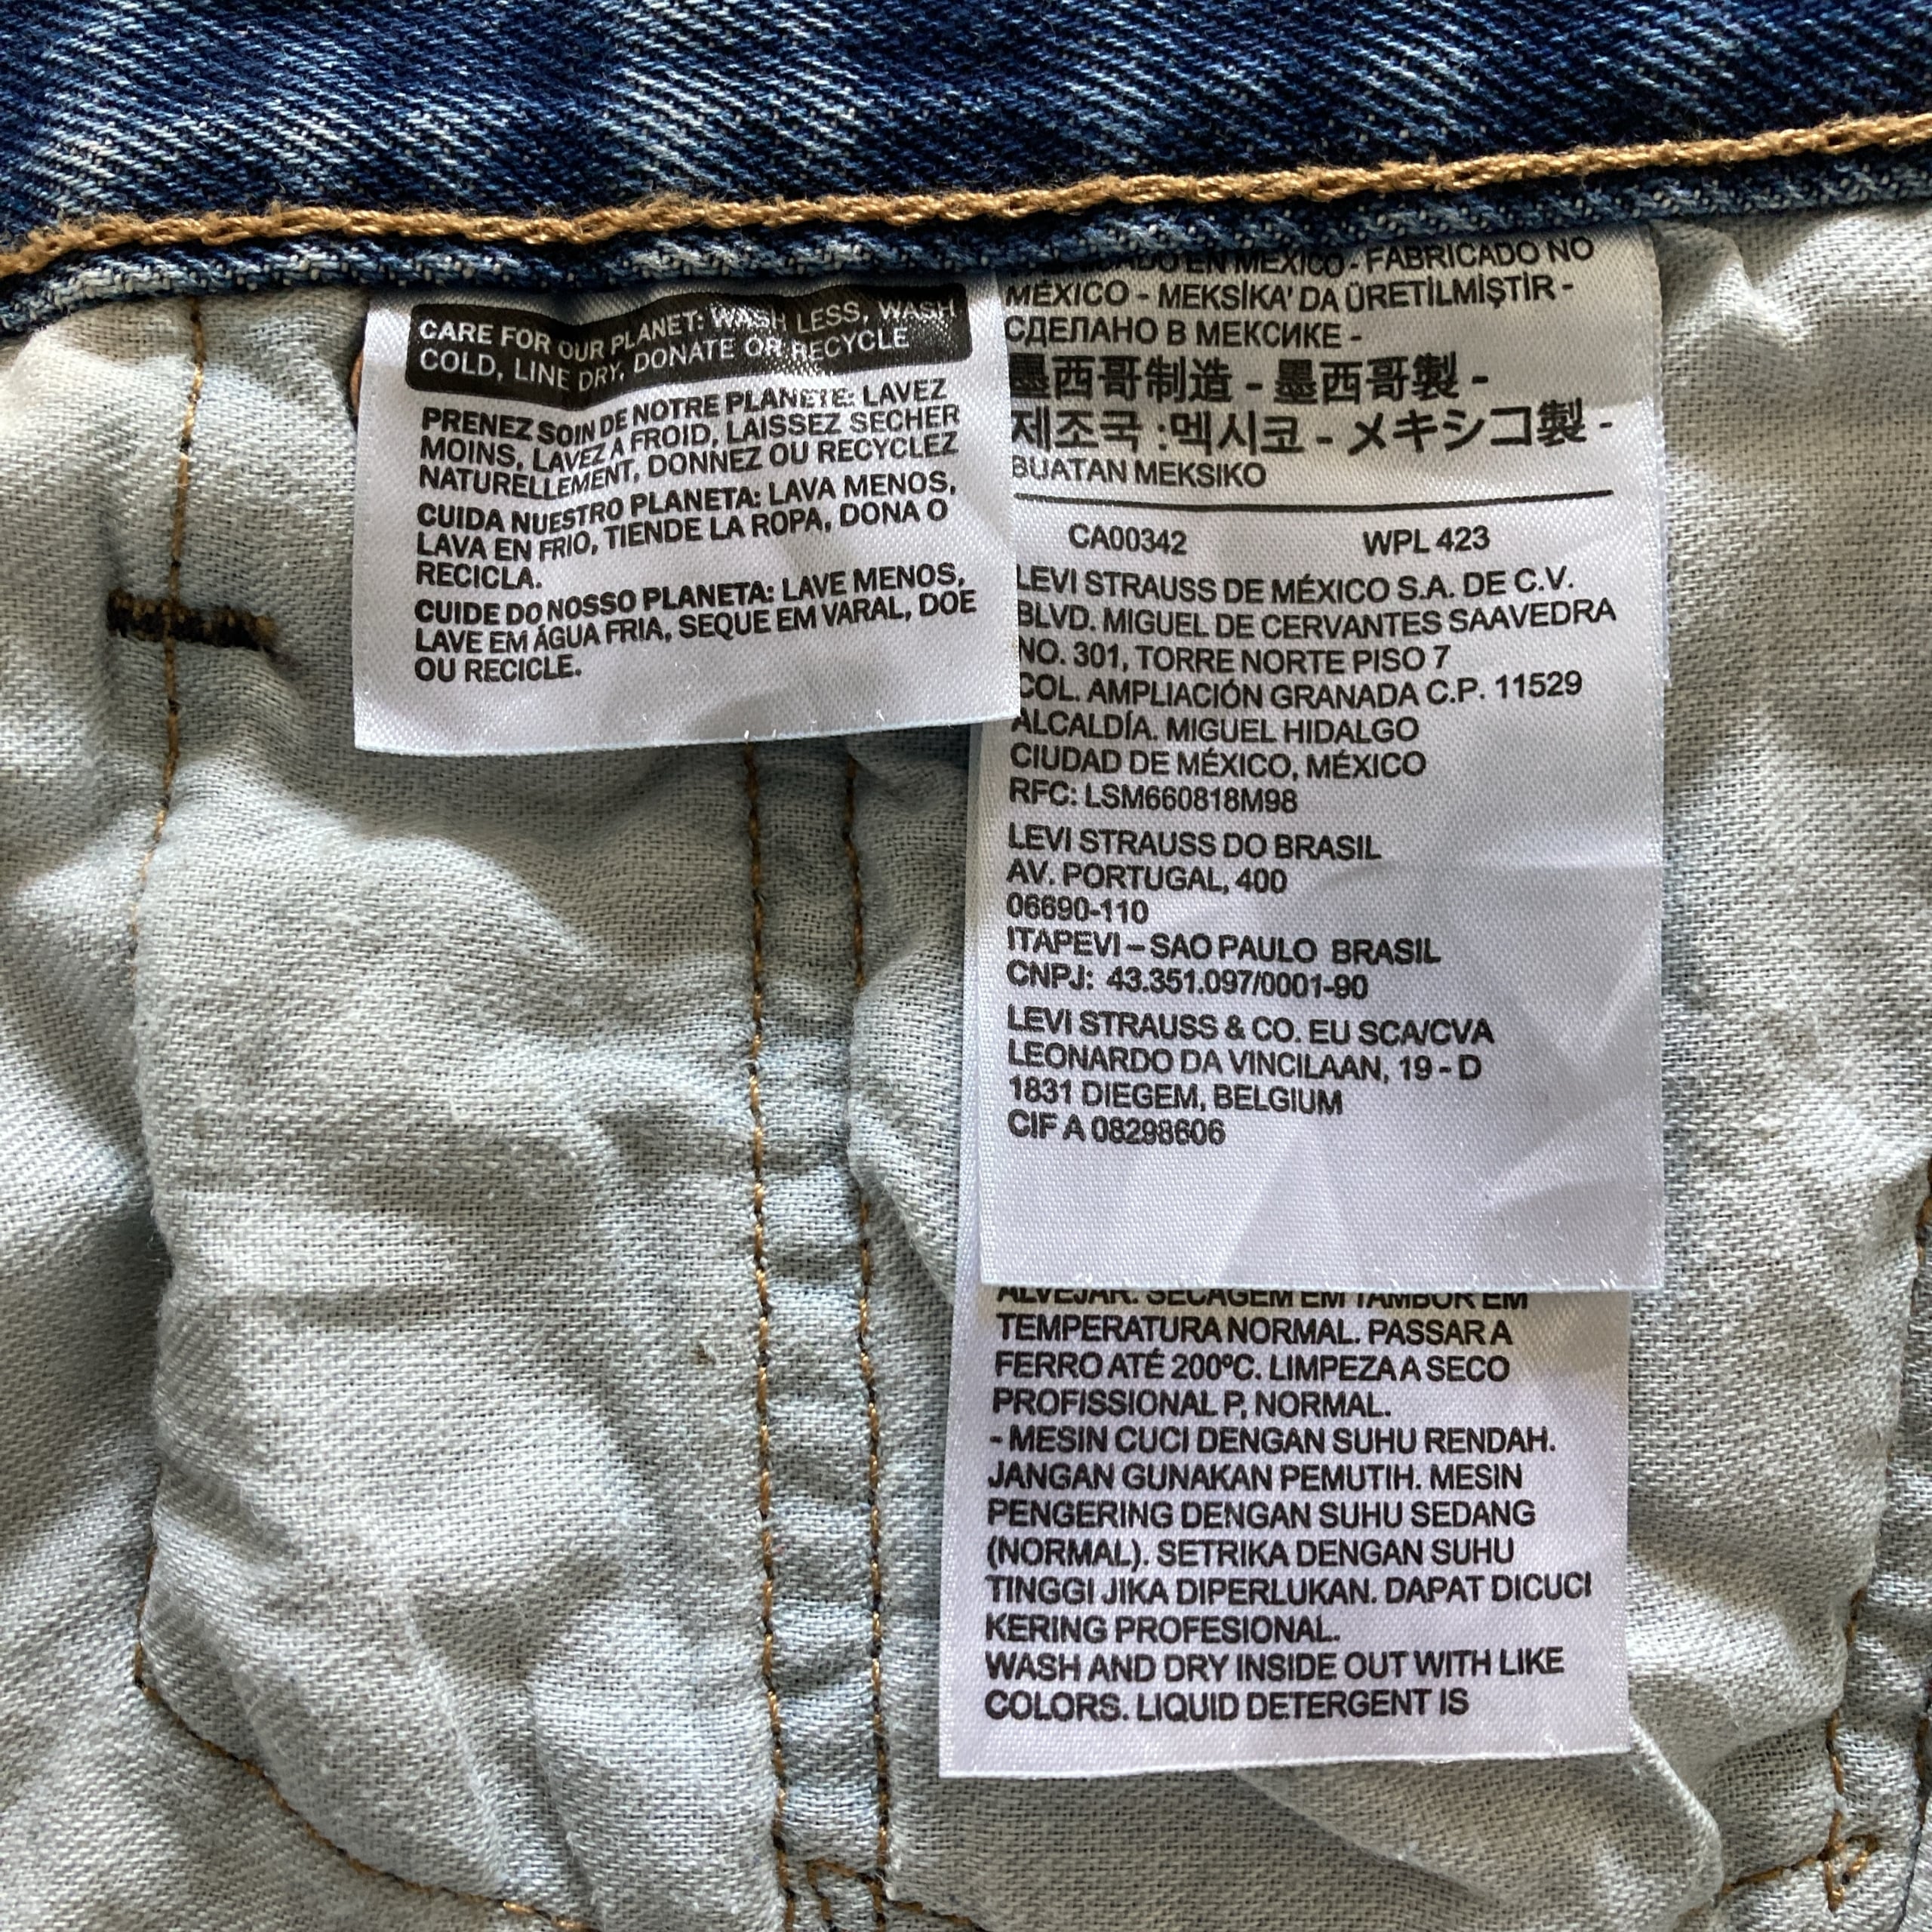 CARE FOR OUR PLANET: WASH LESS, WASH
COLD, LINE DRY, DONATE OR RECYCLE
PRENEZ SOIN DE NOTRE PLANETE: LAVEZ
MOINS, LAVEZ A FROID, LAISSEZ SECHER
NATURELLEMENT, DONNEZ OU RECYCLEZ
CUIDA NUESTRO PLANETA: LAVA MENOS,
LAVA EN FRIO, TIENDE LA ROPA, DONA O
RECICLA.
CUIDE DO NOSSO PLANETA: LAVE MENOS,
LAVE EM ÁGUA FRIA, SEQUE EM VARAL, DOE
OU RECICLE.
EN MEXICO - FABRICADO NO
MÉXICO - MEKSİKA' DA ÜRETİLMİŞTİR -
СДЕЛАНО В МЕКСИКЕ -
墨西哥制造 - 墨西哥製 -
제조국 :멕시코 - メキシコ製 -
BUATAN MEKSIKO
CA00342 WPL 423
LEVI STRAUSS DE MÉXICO S.A. DE C.V.
BLVD. MIGUEL DE CERVANTES SAAVEDRA
NO. 301, TORRE NORTE PISO 7
COL. AMPLIACIÓN GRANADA C.P. 11529
ALCALDÍA. MIGUEL HIDALGO
CIUDAD DE MÉXICO, MÉXICO
RFC: LSM660818M98
LEVI STRAUSS DO BRASIL
AV. PORTUGAL, 400
06690-110
ITAPEVI – SAO PAULO BRASIL
CNPJ: 43.351.097/0001-90
LEVI STRAUSS & CO. EU SCA/CVA
LEONARDO DA VINCILAAN, 19 - D
1831 DIEGEM, BELGIUM
CIF A 08298606
ALVEJAR. SECAGEM EM TAMBOR EM
TEMPERATURA NORMAL. PASSAR A
FERRO ATÉ 200ºC. LIMPEZA A SECO
PROFISSIONAL P, NORMAL.
- MESIN CUCI DENGAN SUHU RENDAH.
JANGAN GUNAKAN PEMUTIH. MESIN
PENGERING DENGAN SUHU SEDANG
(NORMAL). SETRIKA DENGAN SUHU
TINGGI JIKA DIPERLUKAN. DAPAT DICUCI
KERING PROFESIONAL.
WASH AND DRY INSIDE OUT WITH LIKE
COLORS. LIQUID DETERGENT IS